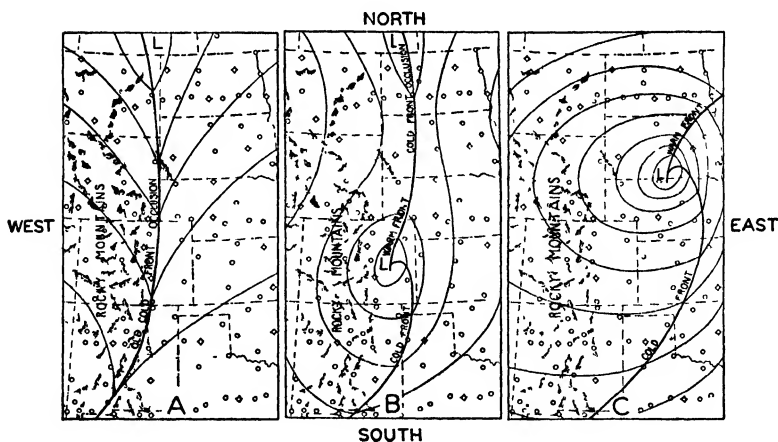 NORTH
WEST
EAST
SOUTH
L
ROCKY MOUNTAINS
OLD COLD FRONT OCCLUSION
A
L
COLD FRONT OCCLUSION
ROCKY MOUNTAINS
WARM FRONT
L
COLD FRONT
B
WARM FRONT
L
ROCKY MOUNTAINS
COLD FRONT
C